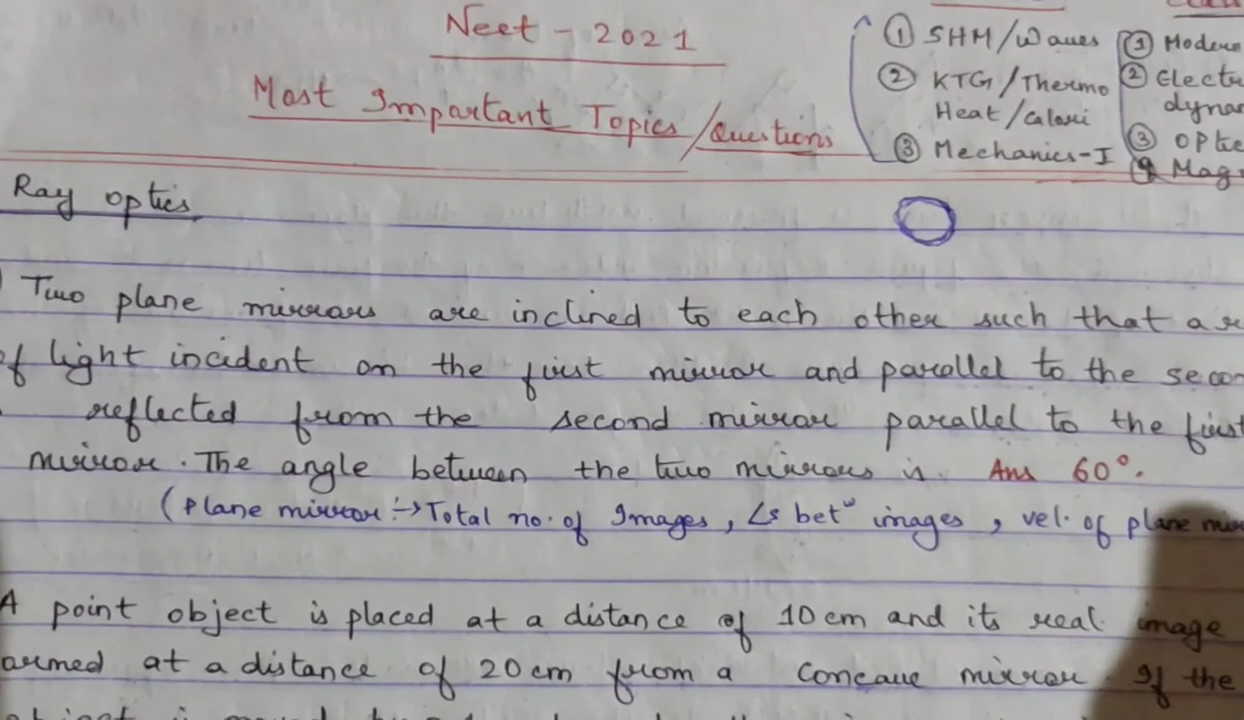 Neet - 2021
Most Important Topics/Questions
① SHM/Waves
② KTG/Thermo
Heat/Calori
③ Mechanics-I
① Modern
② Electr
dynam
③ Optic
④ Mag
Ray optics
Two plane mirrors are inclined to each other such that a
of light incident on the first mirror and parallel to the secon
reflected from the second mirror parallel to the first
mirror. The angle between the two mirrors is. Ans 60°.
(Plane mirror :→ Total no. of Images, ∠s betⁿ images, vel. of plane mirr
A point object is placed at a distance of 10 cm and its real image
ormed at a distance of 20 cm from a concave mirror. If the